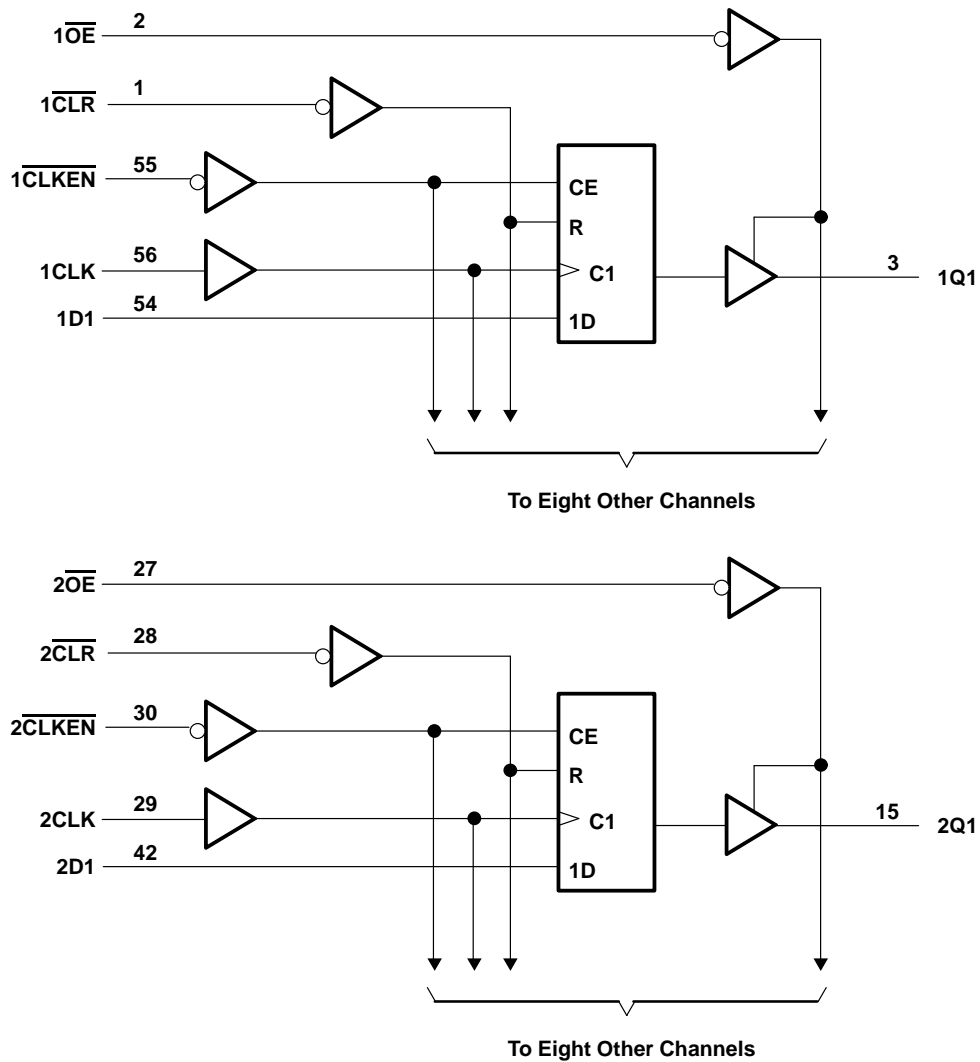 1OE 2
1CLR 1
1CLKEN 55
CE
R
1CLK 56
C1
3 1Q1
1D1 54
1D
To Eight Other Channels
2OE 27
2CLR 28
2CLKEN 30
CE
R
2CLK 29
C1
15 2Q1
2D1 42
1D
To Eight Other Channels